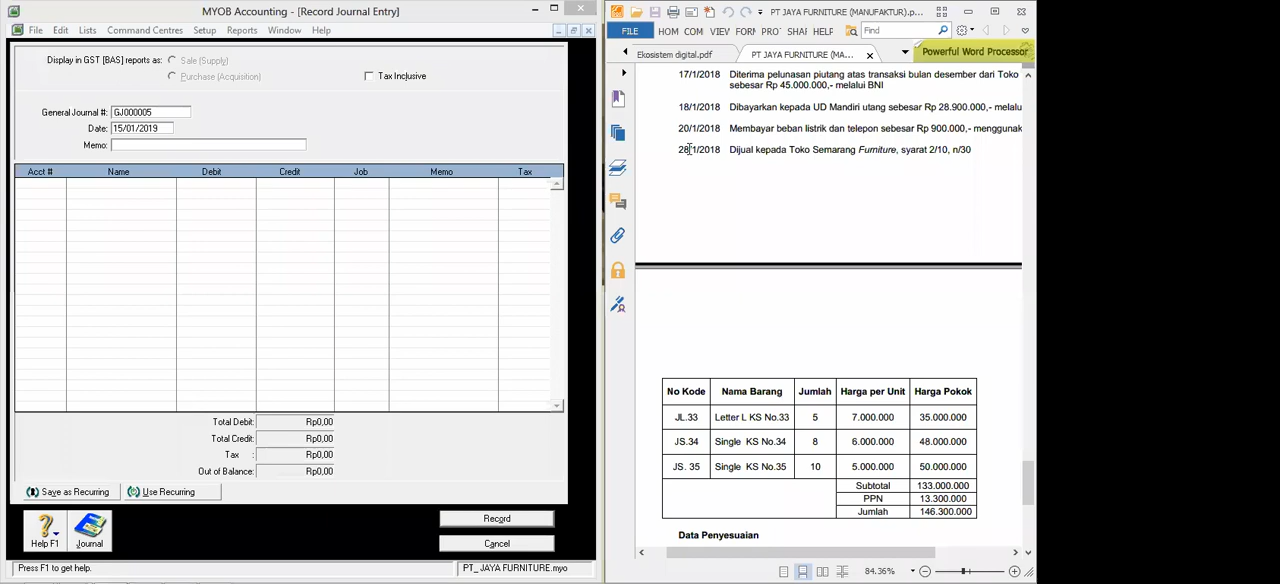 MYOB Accounting - [Record Journal Entry]
File Edit Lists Command Centres Setup Reports Window Help
Display in GST [BAS] reports as: Sale (Supply)
Purchase (Acquisition)
Tax Inclusive
General Journal #: GJ000005
Date: 15/01/2019
Memo:
Acct # Name Debit Credit Job Memo Tax
Total Debit: Rp0,00
Total Credit: Rp0,00
Tax : Rp0,00
Out of Balance: Rp0,00
Save as Recurring Use Recurring
Help F1 Journal
Record
Cancel
Press F1 to get help. PT_ JAYA FURNITURE.myo
PT JAYA FURNITURE (MANUFAKTUR).p...
FILE HOM COM VIEV FORM PRO SHAR HELP Find
Ekosistem digital.pdf PT JAYA FURNITURE (MA... Powerful Word Processor
17/1/2018 Diterima pelunasan piutang atas transaksi bulan desember dari Toko
sebesar Rp 45.000.000,- melalui BNI
18/1/2018 Dibayarkan kepada UD Mandiri utang sebesar Rp 28.900.000,- melalu
20/1/2018 Membayar beban listrik dan telepon sebesar Rp 900.000,- menggunak
28/1/2018 Dijual kepada Toko Semarang Furniture, syarat 2/10, n/30
No Kode Nama Barang Jumlah Harga per Unit Harga Pokok
JL.33 Letter L KS No.33 5 7.000.000 35.000.000
JS.34 Single KS No.34 8 6.000.000 48.000.000
JS. 35 Single KS No.35 10 5.000.000 50.000.000
Subtotal 133.000.000
PPN 13.300.000
Jumlah 146.300.000
Data Penyesuaian
84.36%